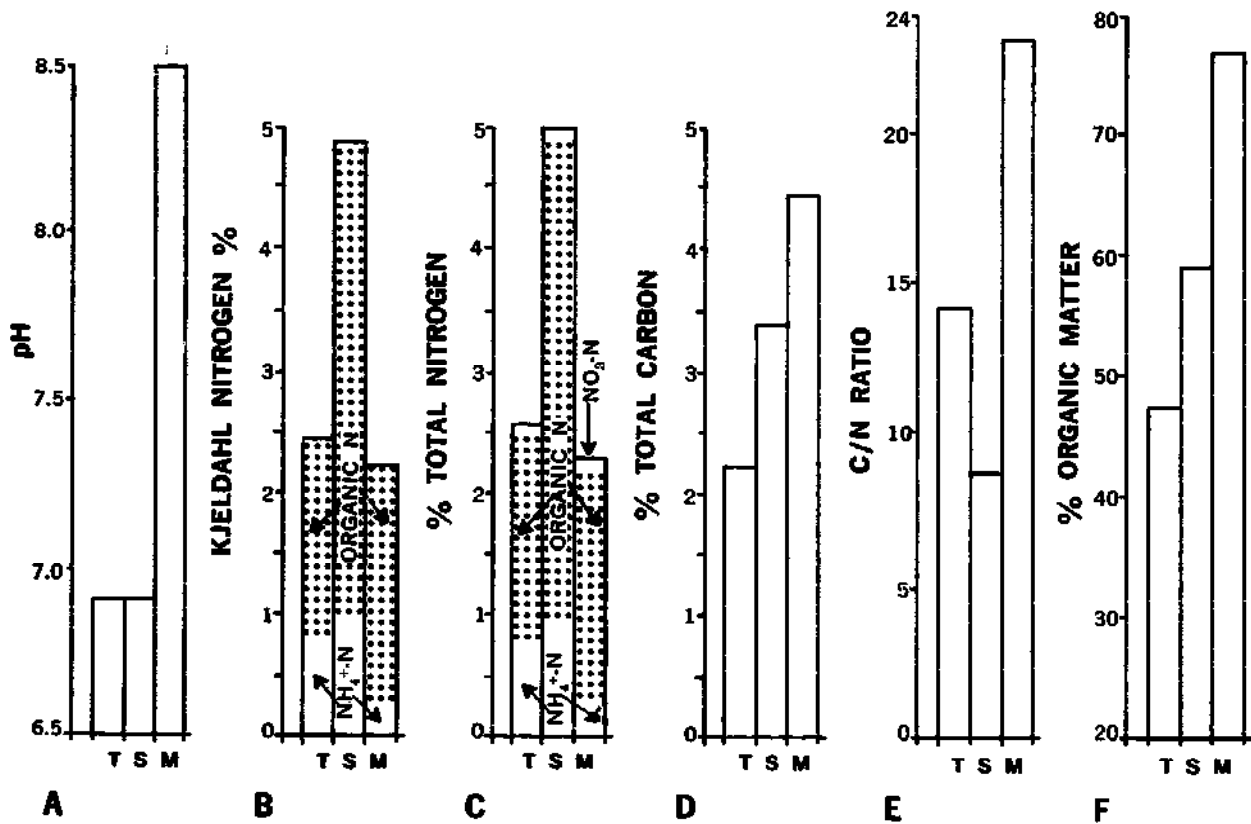 8.5
8.0
7.5
7.0
6.5
pH
T S M
A
KJELDAHL NITROGEN %
5
4
3
2
1
0
ORGANIC N
NH₄⁺-N
T S M
B
% TOTAL NITROGEN
5
4
3
2
1
0
NO₃-N
ORGANIC N
NH₄⁺-N
T S M
C
% TOTAL CARBON
5
4
3
2
1
0
T S M
D
C/N RATIO
24
20
15
10
5
0
T S M
E
% ORGANIC MATTER
80
70
60
50
40
30
20
T S M
F